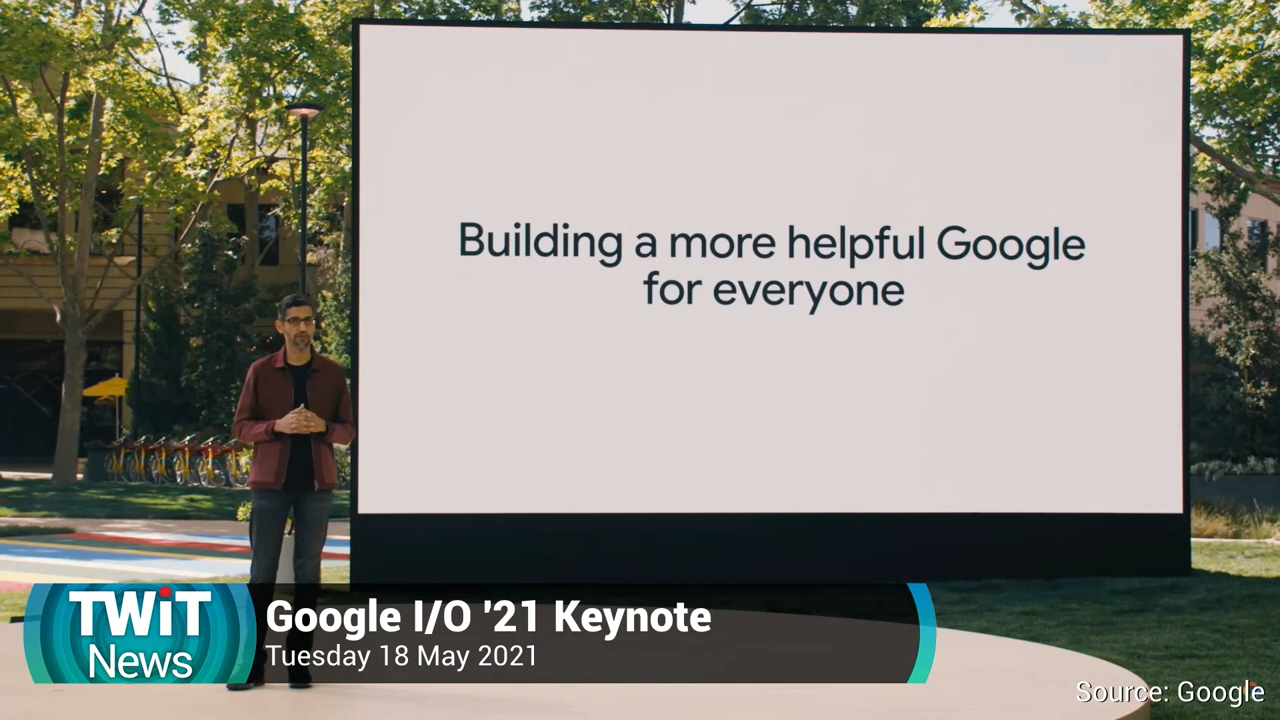 Building a more helpful Google
for everyone
TWiT
News
Google I/O '21 Keynote
Tuesday 18 May 2021
Source: Google